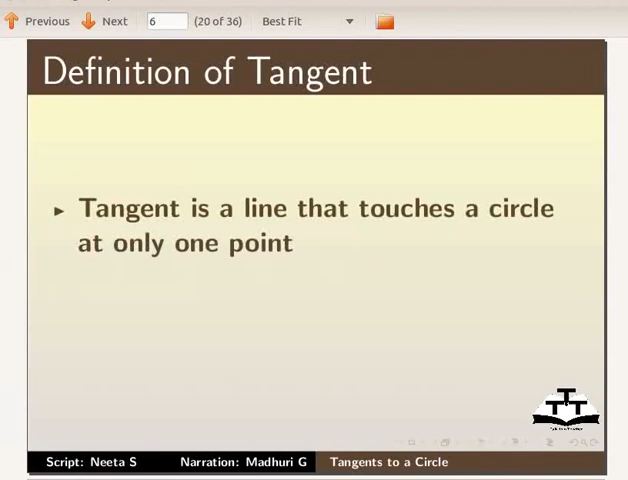 Previous Next 6 (20 of 36) Best Fit
Definition of Tangent
Tangent is a line that touches a circle
at only one point
TTT
Script: Neeta S Narration: Madhuri G Tangents to a Circle